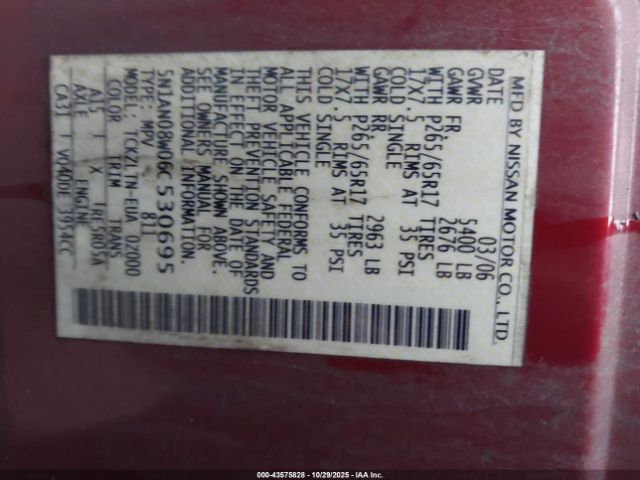 MFD BY NISSAN MOTOR CO., LTD.
DATE 03/06
GVWR 5400 LB
GAWR FR 2676 LB
WITH P265/65R17 TIRES
17X7.5 RIMS AT 35 PSI
COLD SINGLE
GAWR RR 2963 LB
WITH P265/65R17 TIRES
17X7.5 RIMS AT 35 PSI
COLD SINGLE
THIS VEHICLE CONFORMS TO
ALL APPLICABLE FEDERAL
MOTOR VEHICLE SAFETY AND
THEFT PREVENTION STANDARDS
IN EFFECT ON THE DATE OF
MANUFACTURE SHOWN ABOVE.
SEE OWNERS MANUAL FOR
ADDITIONAL INFORMATION.
5N1AN08W06C530695
TYPE: MPV 811
MODEL: TCKZLTN-EUA 02000
COLOR TRIM TRANS
A15 X TRE5R05A
AXLE ENGINE
CA31 VQ40DE 3954CC
000-43575828 - 10/29/2025 - IAA Inc.